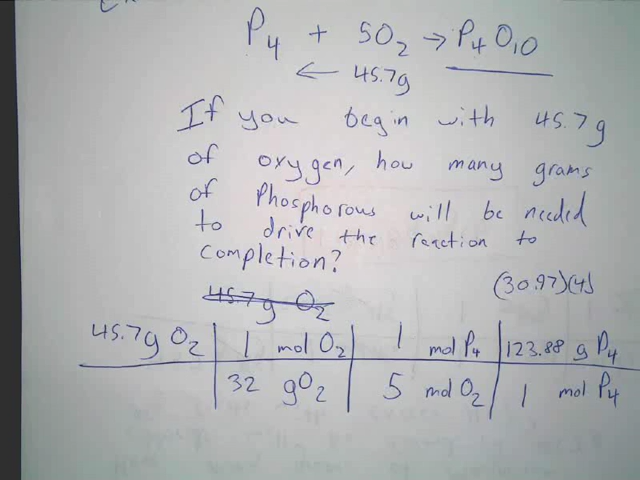 P4 + 5O2 → P4O10
← 45.7g
If you begin with 45.7g
of oxygen, how many grams
of Phosphorous will be needed
to drive the reaction to
completion?
45.7g O2
(30.97)(4)
45.7g O2 | 1 mol O2 | 1 mol P4 | 123.88 g P4
32 gO2 | 5 mol O2 | 1 mol P4